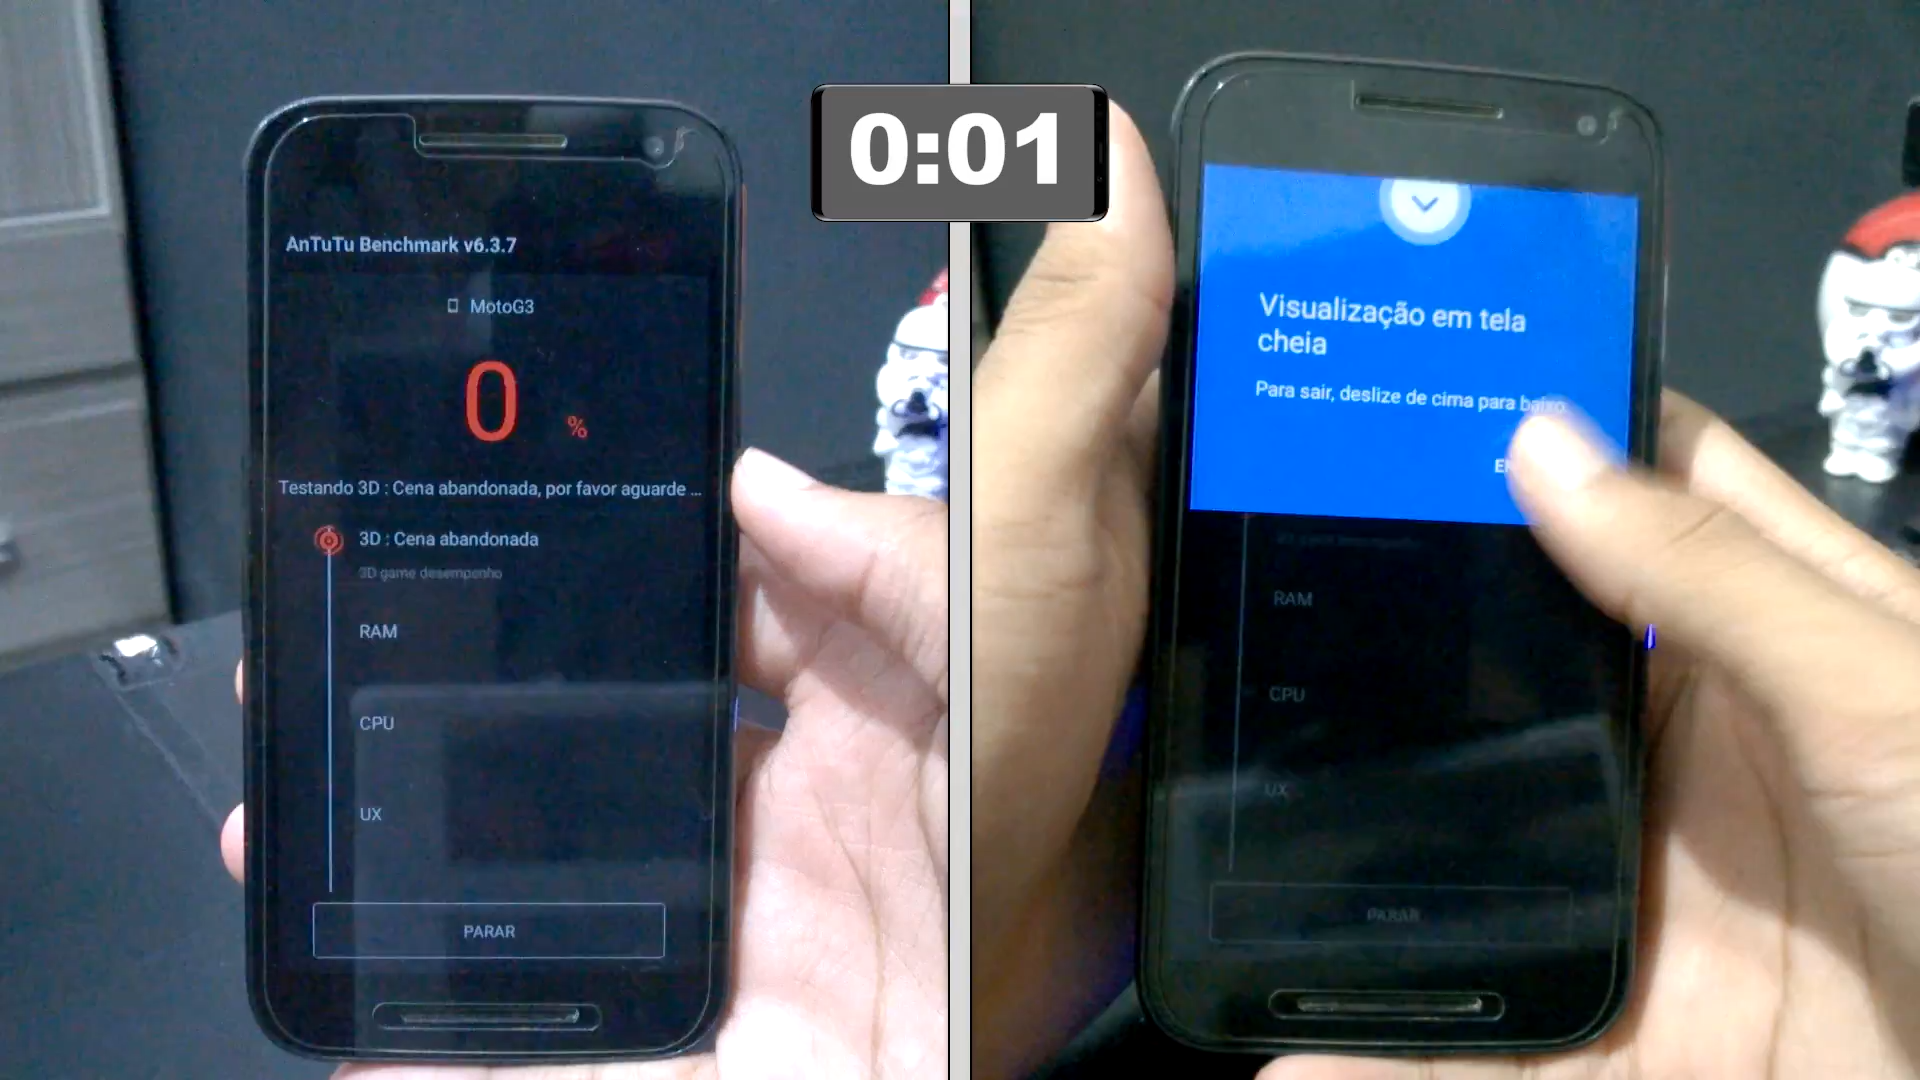 0:01
AnTuTu Benchmark v6.3.7
MotoG3
0 %
Testando 3D : Cena abandonada, por favor aguarde ...
3D : Cena abandonada
3D game desempenho
RAM
CPU
UX
PARAR
Visualização em tela
cheia
Para sair, deslize de cima para baixo.
RAM
CPU
UX
PARAR